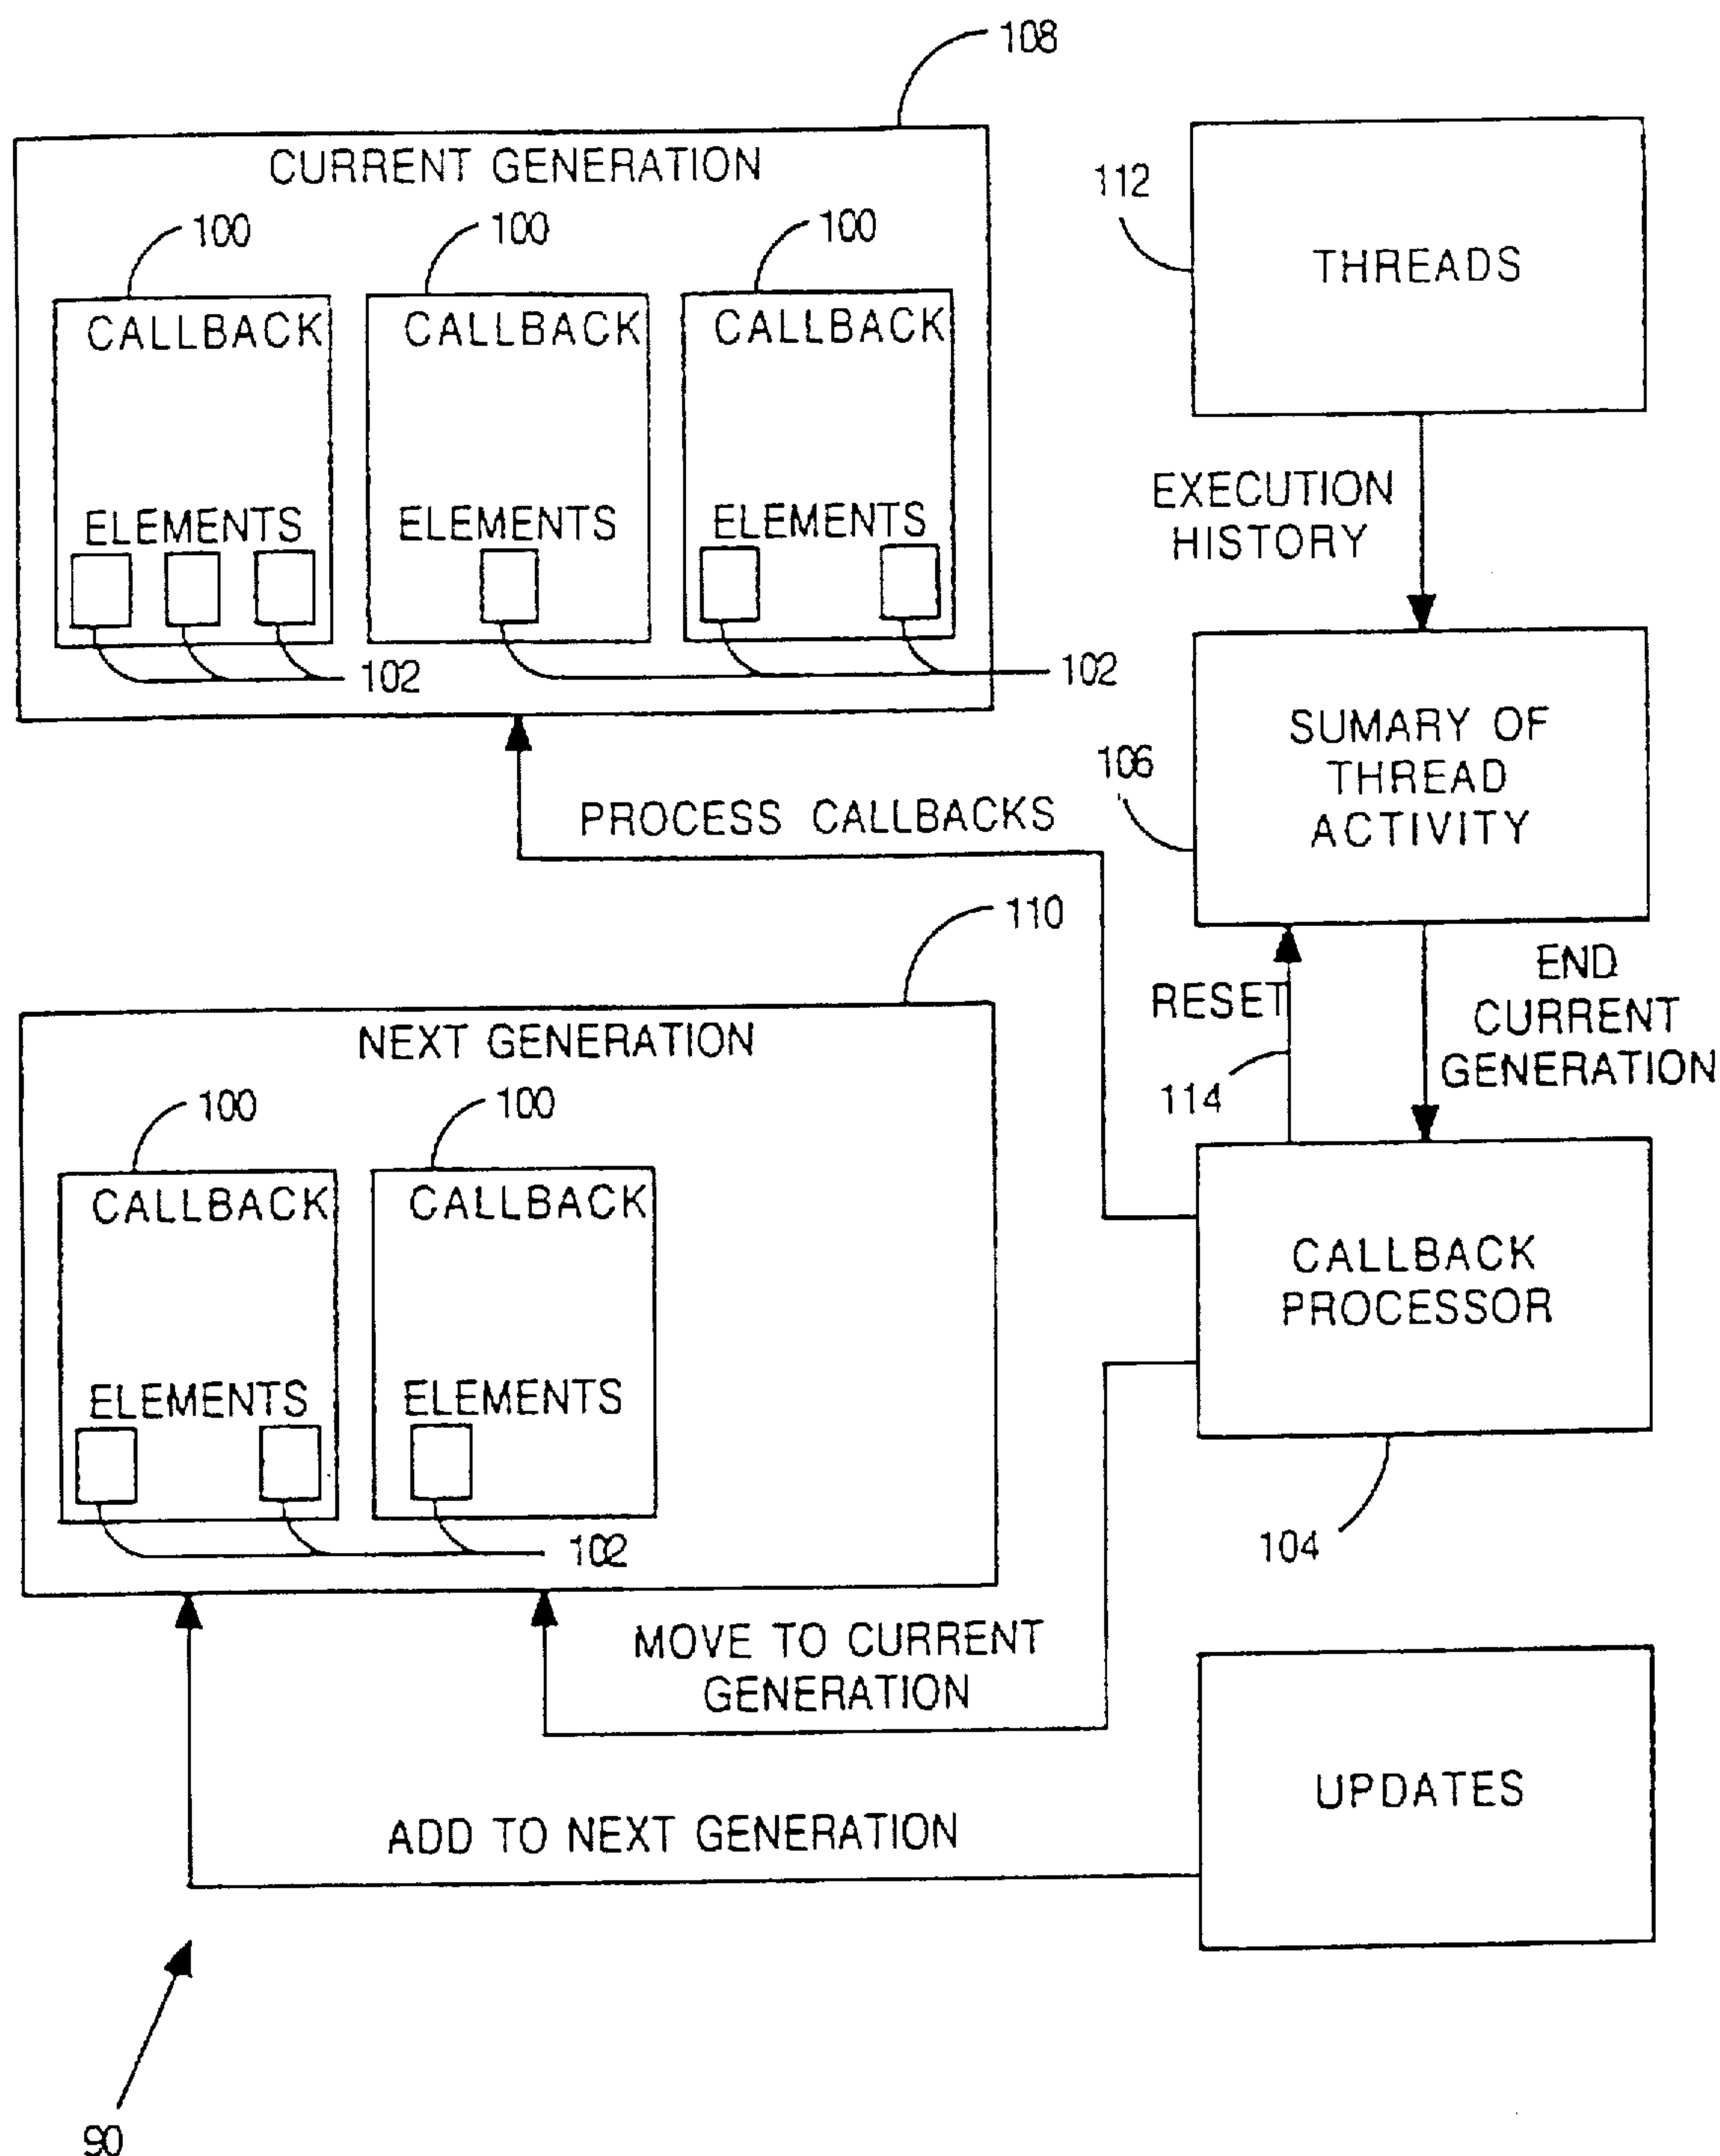 108
CURRENT GENERATION
100
100
100
CALLBACK
CALLBACK
CALLBACK
ELEMENTS
ELEMENTS
ELEMENTS
102
102
112
THREADS
EXECUTION
HISTORY
106
SUMARY OF
THREAD
ACTIVITY
PROCESS CALLBACKS
110
NEXT GENERATION
100
100
CALLBACK
CALLBACK
ELEMENTS
ELEMENTS
102
RESET
114
END
CURRENT
GENERATION
CALLBACK
PROCESSOR
104
MOVE TO CURRENT
GENERATION
UPDATES
ADD TO NEXT GENERATION
90